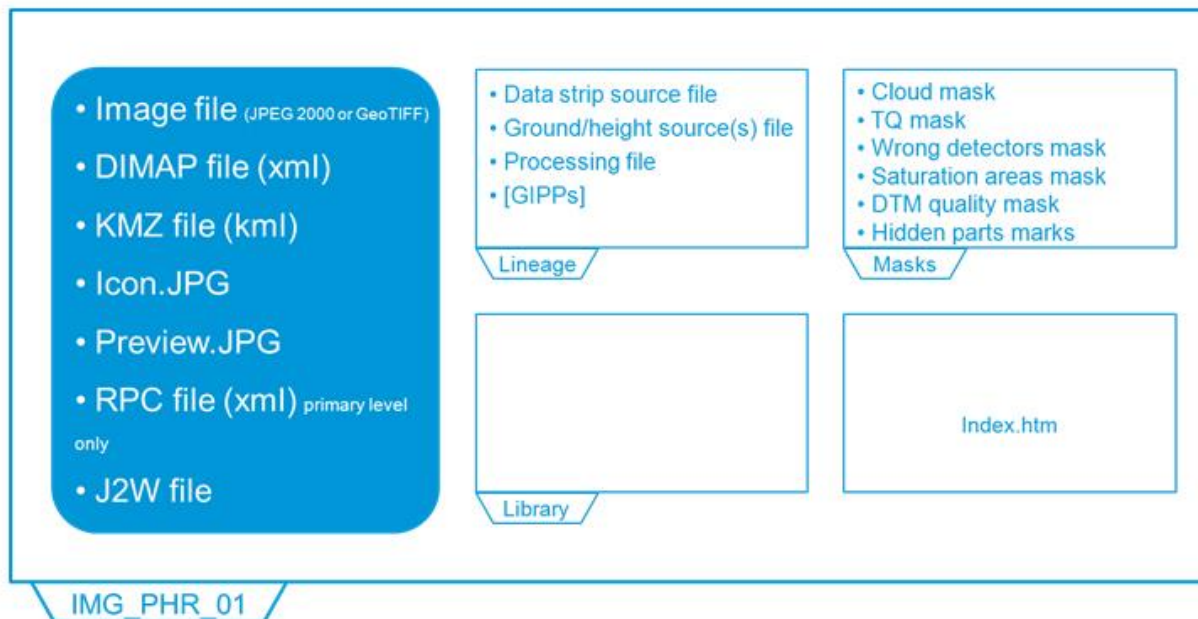 • Image file (JPEG 2000 or GeoTIFF)
• DIMAP file (xml)
• KMZ file (kml)
• Icon.JPG
• Preview.JPG
• RPC file (xml) primary level
only
• J2W file
• Data strip source file
• Ground/height source(s) file
• Processing file
• [GIPPs]
Lineage
• Cloud mask
• TQ mask
• Wrong detectors mask
• Saturation areas mask
• DTM quality mask
• Hidden parts marks
Masks
Library
Index.htm
IMG_PHR_01